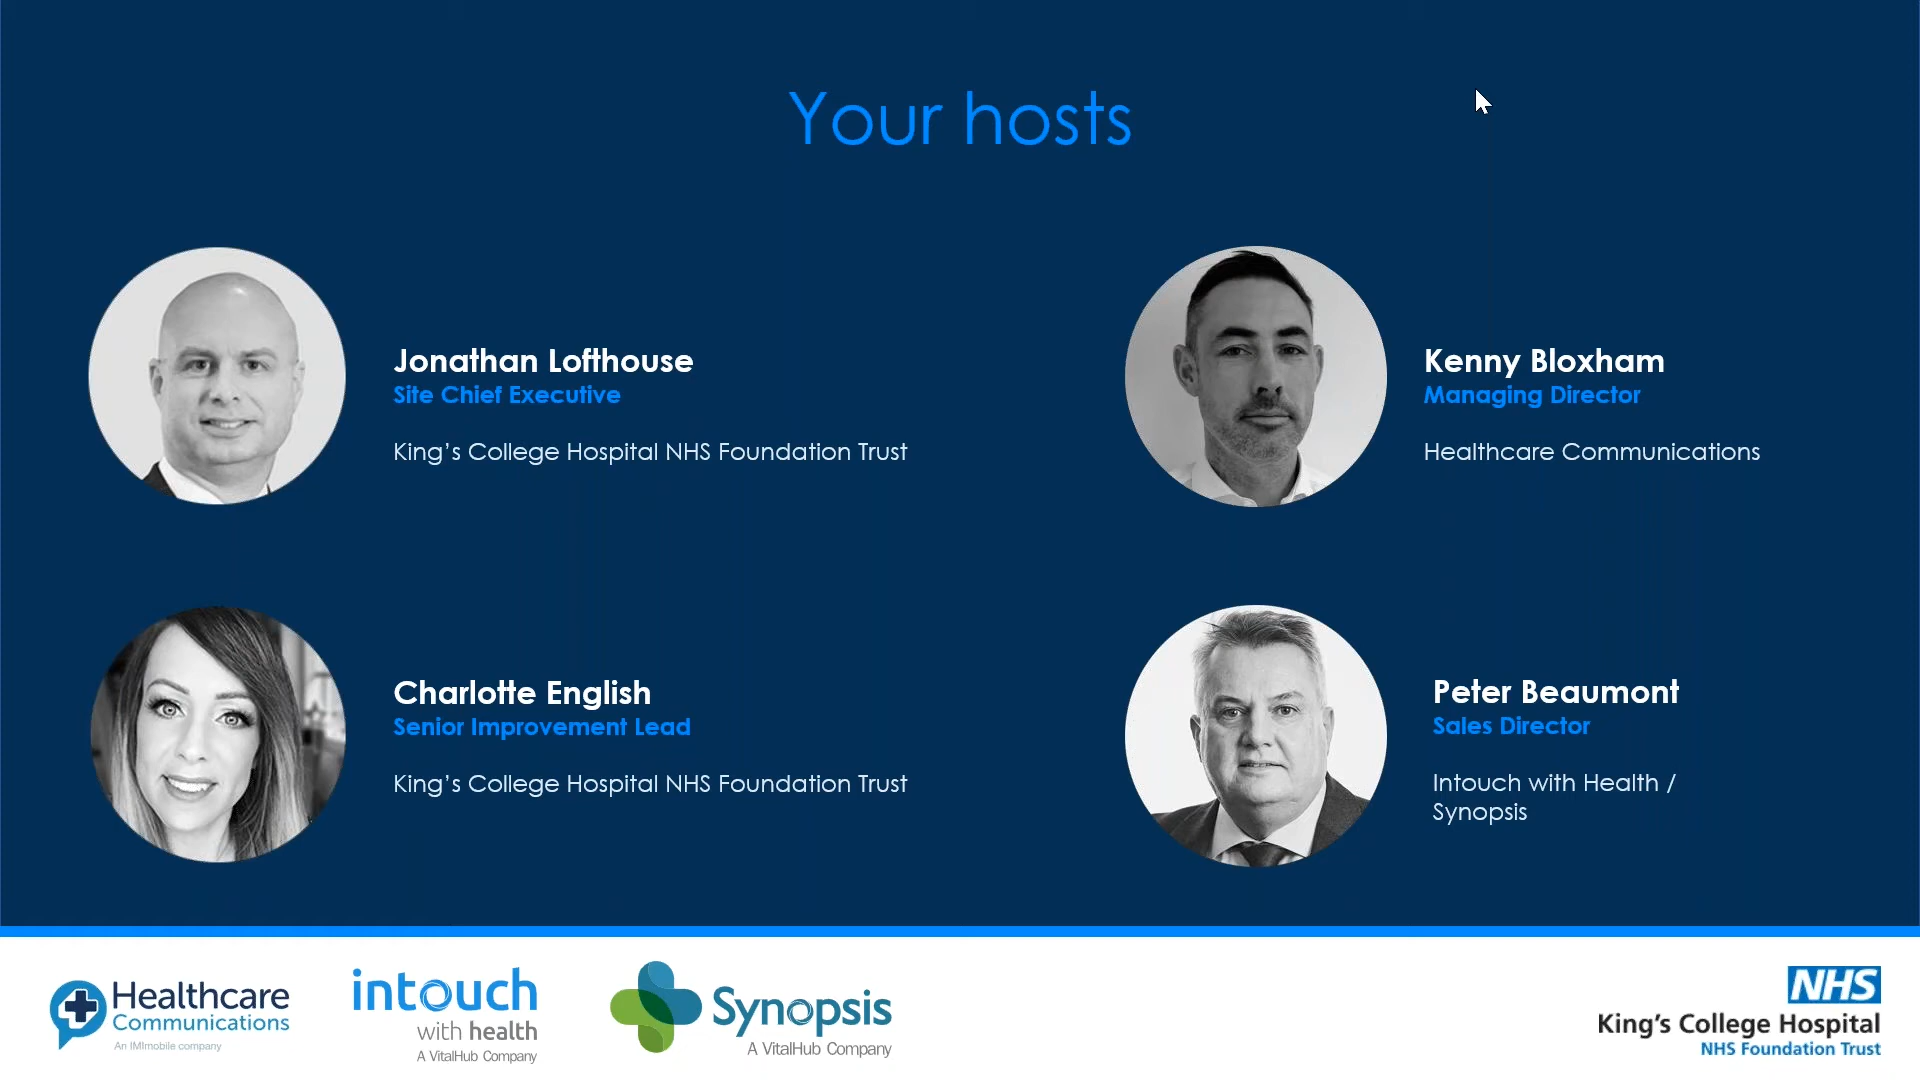 Your hosts
Jonathan Lofthouse
Site Chief Executive
King’s College Hospital NHS Foundation Trust
Kenny Bloxham
Managing Director
Healthcare Communications
Charlotte English
Senior Improvement Lead
King’s College Hospital NHS Foundation Trust
Peter Beaumont
Sales Director
Intouch with Health /
Synopsis
Healthcare
Communications
An IMImobile company
intouch
with health
A VitalHub Company
Synopsis
A VitalHub Company
NHS
King’s College Hospital
NHS Foundation Trust